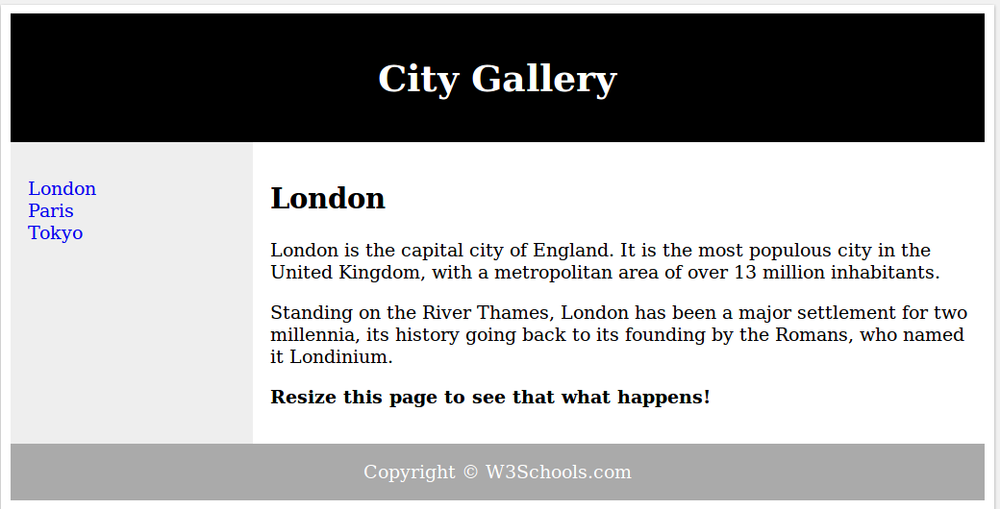 City Gallery
London
Paris
Tokyo
London
London is the capital city of England. It is the most populous city in the
United Kingdom, with a metropolitan area of over 13 million inhabitants.
Standing on the River Thames, London has been a major settlement for two
millennia, its history going back to its founding by the Romans, who named
it Londinium.
Resize this page to see that what happens!
Copyright © W3Schools.com